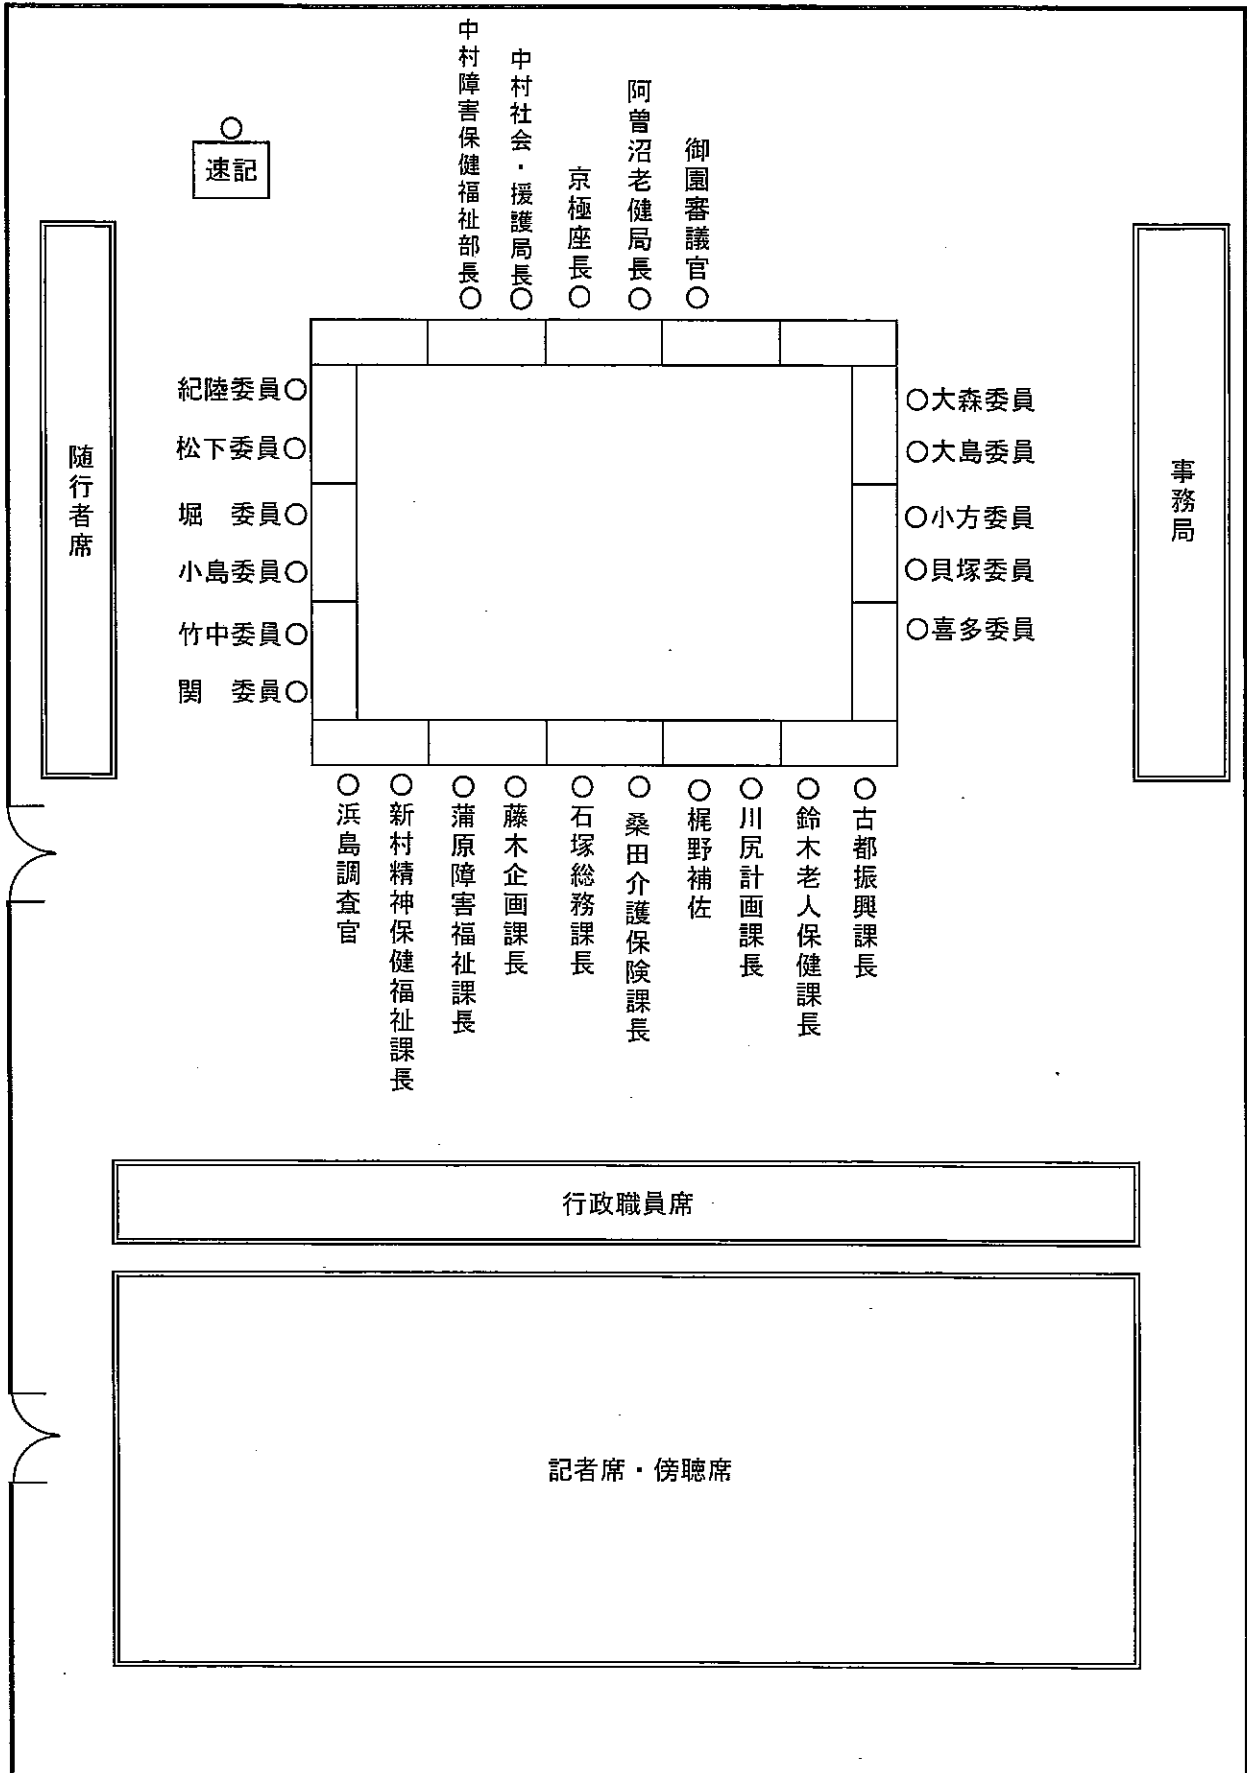 中村障害保健福祉部長○
中村社会・援護局長○
京極座長○
阿曽沼老健局長○
御園審議官○
○
速記
随行者席
紀陸委員○
松下委員○
堀　委員○
小島委員○
竹中委員○
関　委員○
○大森委員
○大島委員
○小方委員
○貝塚委員
○喜多委員
事務局
○浜島調査官
○新村精神保健福祉課長
○蒲原障害福祉課長
○藤木企画課長
○石塚総務課長
○桑田介護保険課長
○梶野補佐
○川尻計画課長
○鈴木老人保健課長
○古都振興課長
行政職員席
記者席・傍聴席